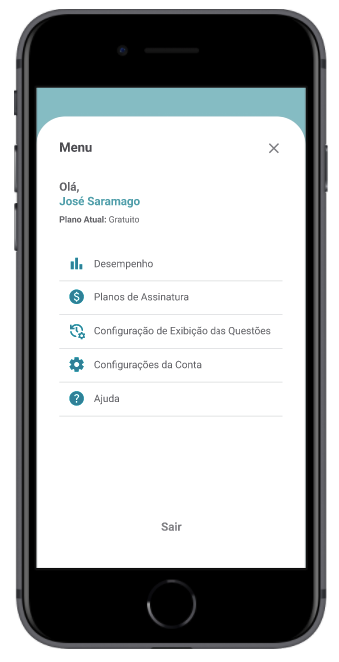 Menu
Olá,
José Saramago
Plano Atual: Gratuito
Desempenho
Planos de Assinatura
Configuração de Exibição das Questões
Configurações da Conta
Ajuda
Sair